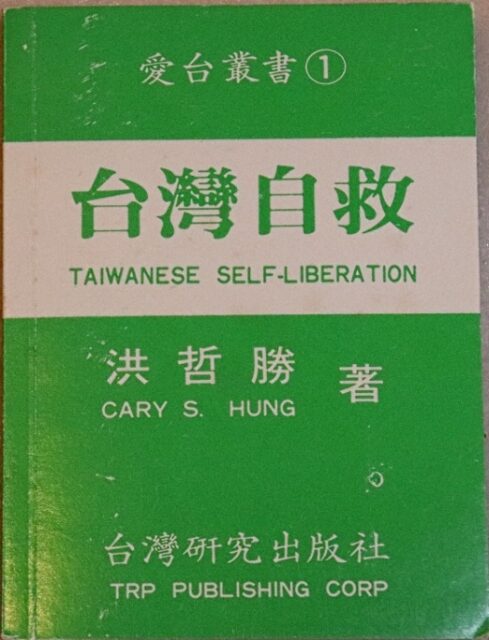 愛台叢書①
台灣自救
TAIWANESE SELF-LIBERATION
洪哲勝 著
CARY S. HUNG
台灣研究出版社
TRP PUBLISHING CORP